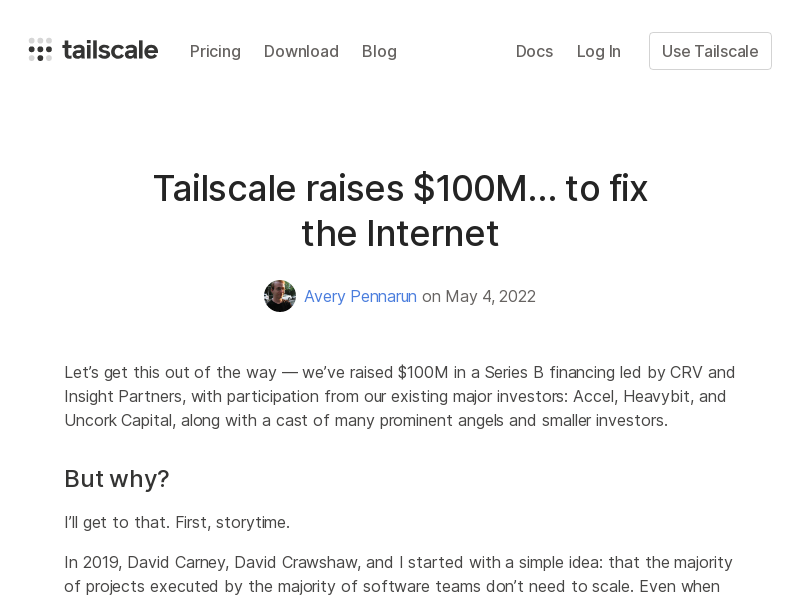 tailscale Pricing Download Blog Docs Log In Use Tailscale
Tailscale raises $100M… to fix
the Internet
Avery Pennarun on May 4, 2022
Let’s get this out of the way — we’ve raised $100M in a Series B financing led by CRV and
Insight Partners, with participation from our existing major investors: Accel, Heavybit, and
Uncork Capital, along with a cast of many prominent angels and smaller investors.
But why?
I’ll get to that. First, storytime.
In 2019, David Carney, David Crawshaw, and I started with a simple idea: that the majority
of projects executed by the majority of software teams don’t need to scale. Even when